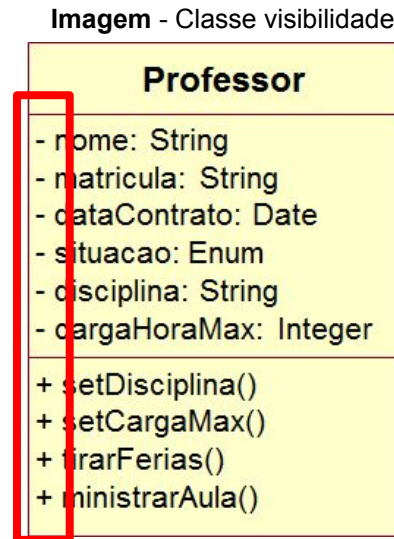 Imagem - Classe visibilidade
Professor
- nome: String
- matricula: String
- dataContrato: Date
- situacao: Enum
- disciplina: String
- cargaHoraMax: Integer
+ setDisciplina()
+ setCargaMax()
+ tirarFerias()
+ ministrarAula()